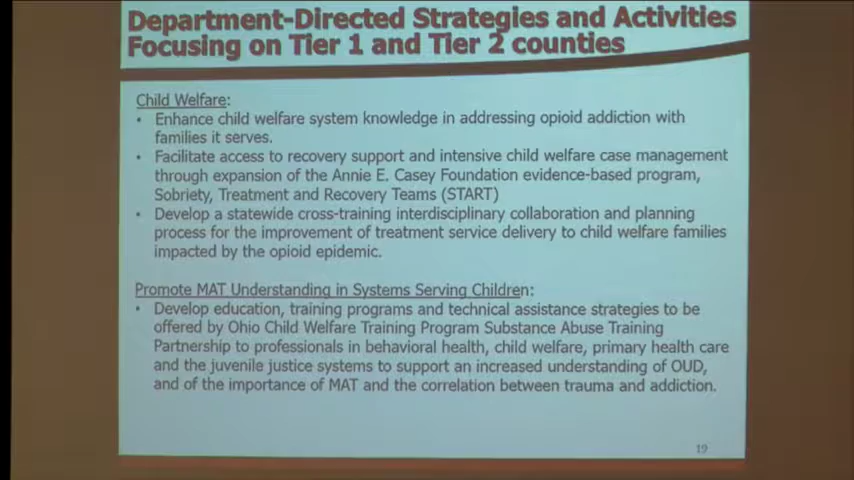 Department-Directed Strategies and Activities
Focusing on Tier 1 and Tier 2 counties
Child Welfare:
• Enhance child welfare system knowledge in addressing opioid addiction with
families it serves.
• Facilitate access to recovery support and intensive child welfare case management
through expansion of the Annie E. Casey Foundation evidence-based program,
Sobriety, Treatment and Recovery Teams (START)
• Develop a statewide cross-training interdisciplinary collaboration and planning
process for the improvement of treatment service delivery to child welfare families
impacted by the opioid epidemic.
Promote MAT Understanding in Systems Serving Children:
• Develop education, training programs and technical assistance strategies to be
offered by Ohio Child Welfare Training Program Substance Abuse Training
Partnership to professionals in behavioral health, child welfare, primary health care
and the juvenile justice systems to support an increased understanding of OUD,
and of the importance of MAT and the correlation between trauma and addiction.
19